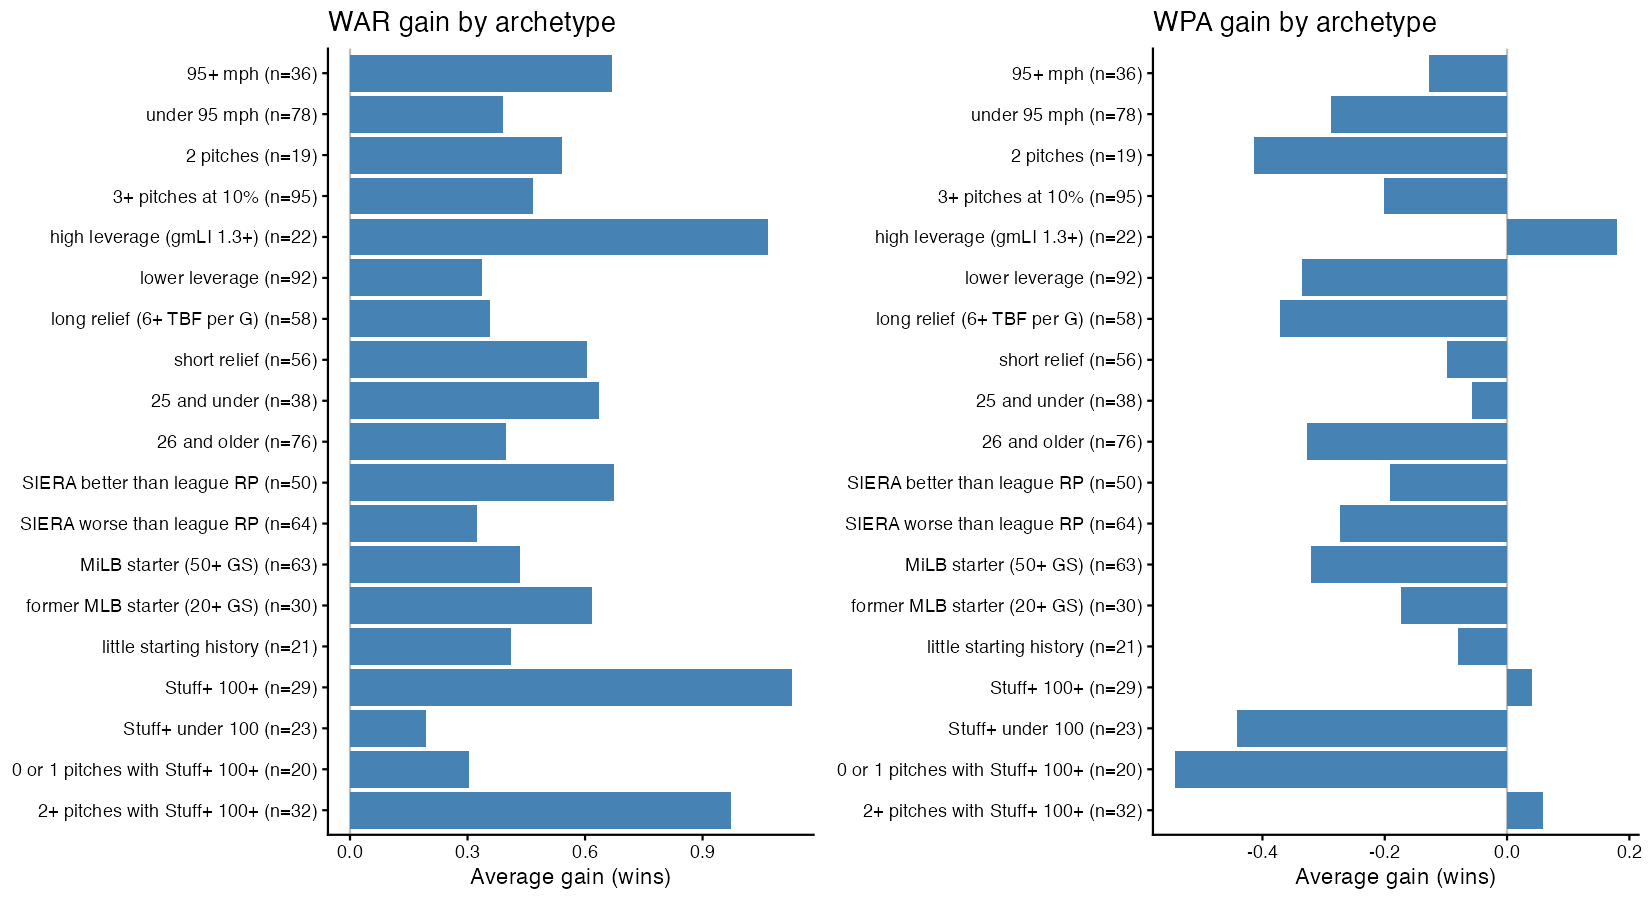 WAR gain by archetype
95+ mph (n=36)
under 95 mph (n=78)
2 pitches (n=19)
3+ pitches at 10% (n=95)
high leverage (gmLI 1.3+) (n=22)
lower leverage (n=92)
long relief (6+ TBF per G) (n=58)
short relief (n=56)
25 and under (n=38)
26 and older (n=76)
SIERA better than league RP (n=50)
SIERA worse than league RP (n=64)
MiLB starter (50+ GS) (n=63)
former MLB starter (20+ GS) (n=30)
little starting history (n=21)
Stuff+ 100+ (n=29)
Stuff+ under 100 (n=23)
0 or 1 pitches with Stuff+ 100+ (n=20)
2+ pitches with Stuff+ 100+ (n=32)
0.0 0.3 0.6 0.9
Average gain (wins)
WPA gain by archetype
95+ mph (n=36)
under 95 mph (n=78)
2 pitches (n=19)
3+ pitches at 10% (n=95)
high leverage (gmLI 1.3+) (n=22)
lower leverage (n=92)
long relief (6+ TBF per G) (n=58)
short relief (n=56)
25 and under (n=38)
26 and older (n=76)
SIERA better than league RP (n=50)
SIERA worse than league RP (n=64)
MiLB starter (50+ GS) (n=63)
former MLB starter (20+ GS) (n=30)
little starting history (n=21)
Stuff+ 100+ (n=29)
Stuff+ under 100 (n=23)
0 or 1 pitches with Stuff+ 100+ (n=20)
2+ pitches with Stuff+ 100+ (n=32)
-0.4 -0.2 0.0 0.2
Average gain (wins)